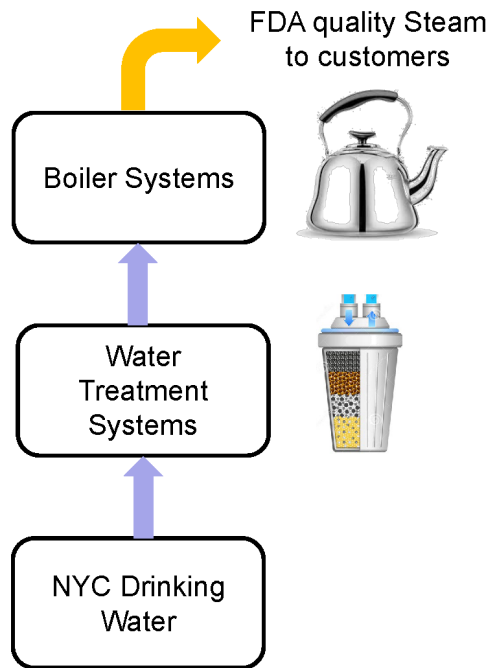 FDA quality Steam
to customers
Boiler Systems
Water
Treatment
Systems
NYC Drinking
Water